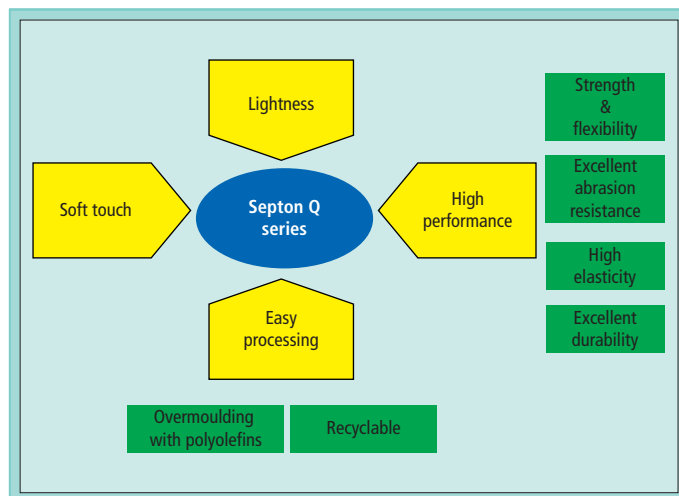 Lightness
Soft touch
Septon Q
series
High
performance
Easy
processing
Strength
&
flexibility
Excellent
abrasion
resistance
High
elasticity
Excellent
durability
Overmoulding
with polyolefins
Recyclable